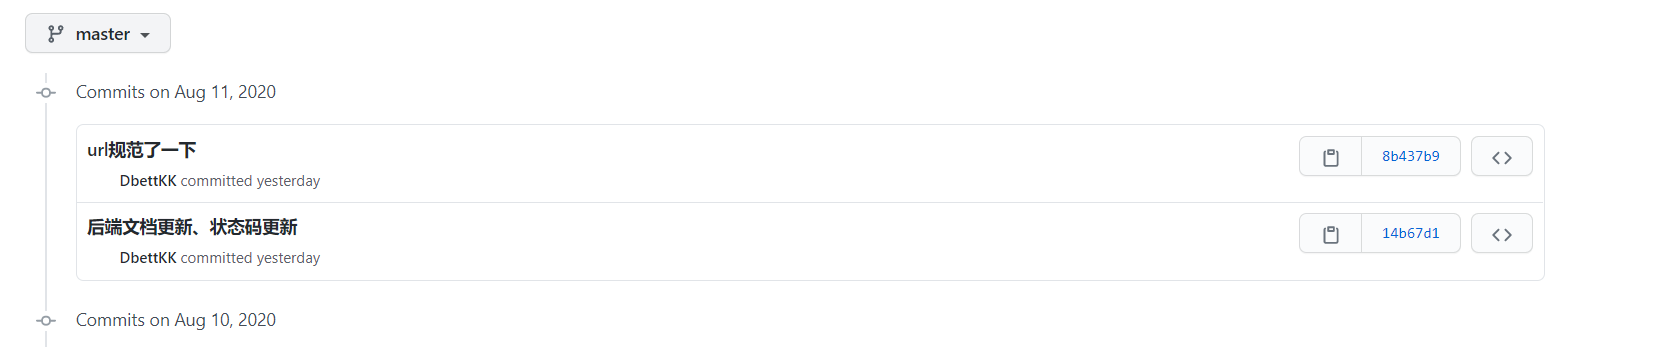 master
Commits on Aug 11, 2020
url规范了一下
8b437b9
DbettKK committed yesterday
后端文档更新、状态码更新
14b67d1
DbettKK committed yesterday
Commits on Aug 10, 2020